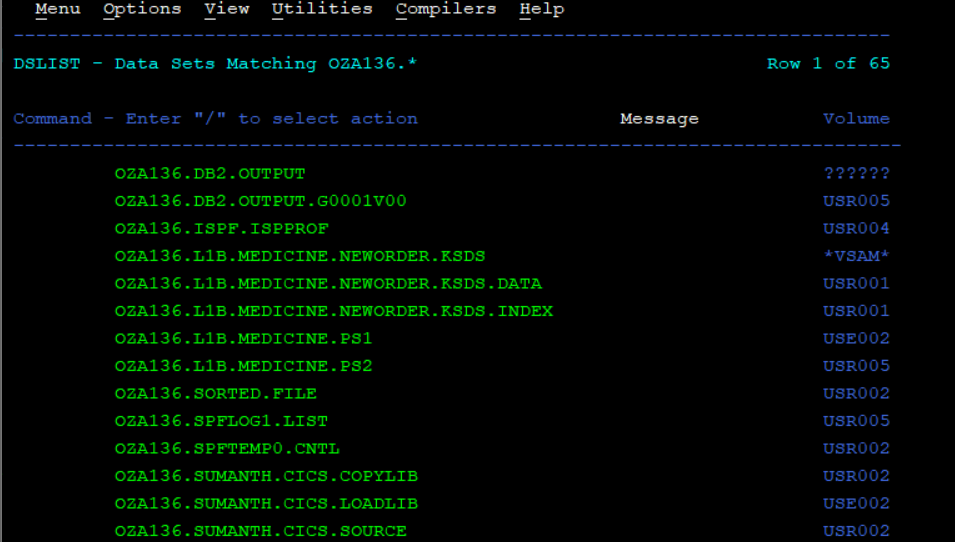 Menu Options View Utilities Compilers Help
DSLIST - Data Sets Matching OZA136.* Row 1 of 65
Command - Enter "/" to select action Message Volume
OZA136.DB2.OUTPUT ??????
OZA136.DB2.OUTPUT.G0001V00 USR005
OZA136.ISPF.ISPPROF USR004
OZA136.L1B.MEDICINE.NEWORDER.KSDS *VSAM*
OZA136.L1B.MEDICINE.NEWORDER.KSDS.DATA USR001
OZA136.L1B.MEDICINE.NEWORDER.KSDS.INDEX USR001
OZA136.L1B.MEDICINE.PS1 USE002
OZA136.L1B.MEDICINE.PS2 USR005
OZA136.SORTED.FILE USR002
OZA136.SPFLOG1.LIST USR005
OZA136.SPFTEMP0.CNTL USR002
OZA136.SUMANTH.CICS.COPYLIB USR002
OZA136.SUMANTH.CICS.LOADLIB USE002
OZA136.SUMANTH.CICS.SOURCE USR002